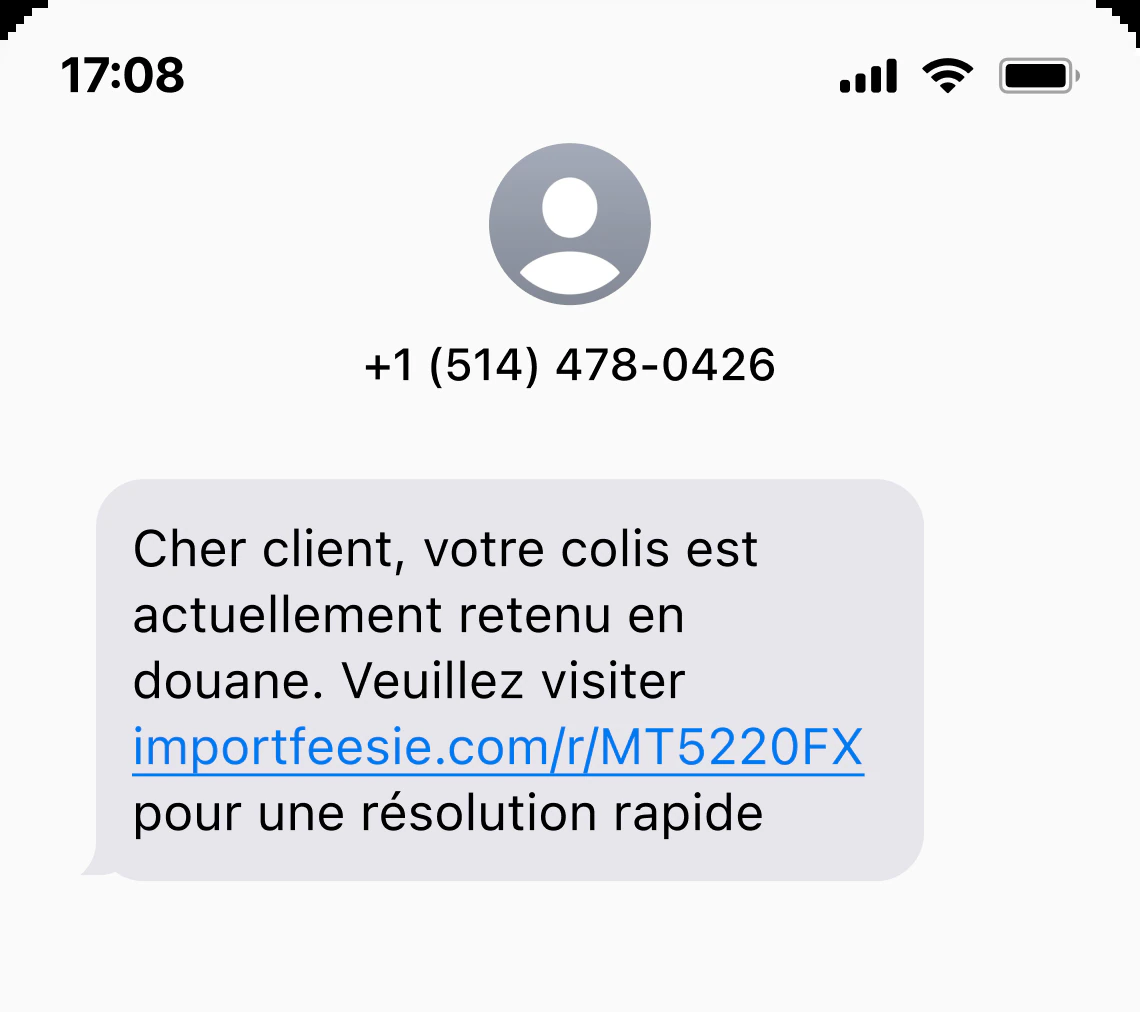 17:08
+1 (514) 478-0426
Cher client, votre colis est
actuellement retenu en
douane. Veuillez visiter
importfeesie.com/r/MT5220FX
pour une résolution rapide